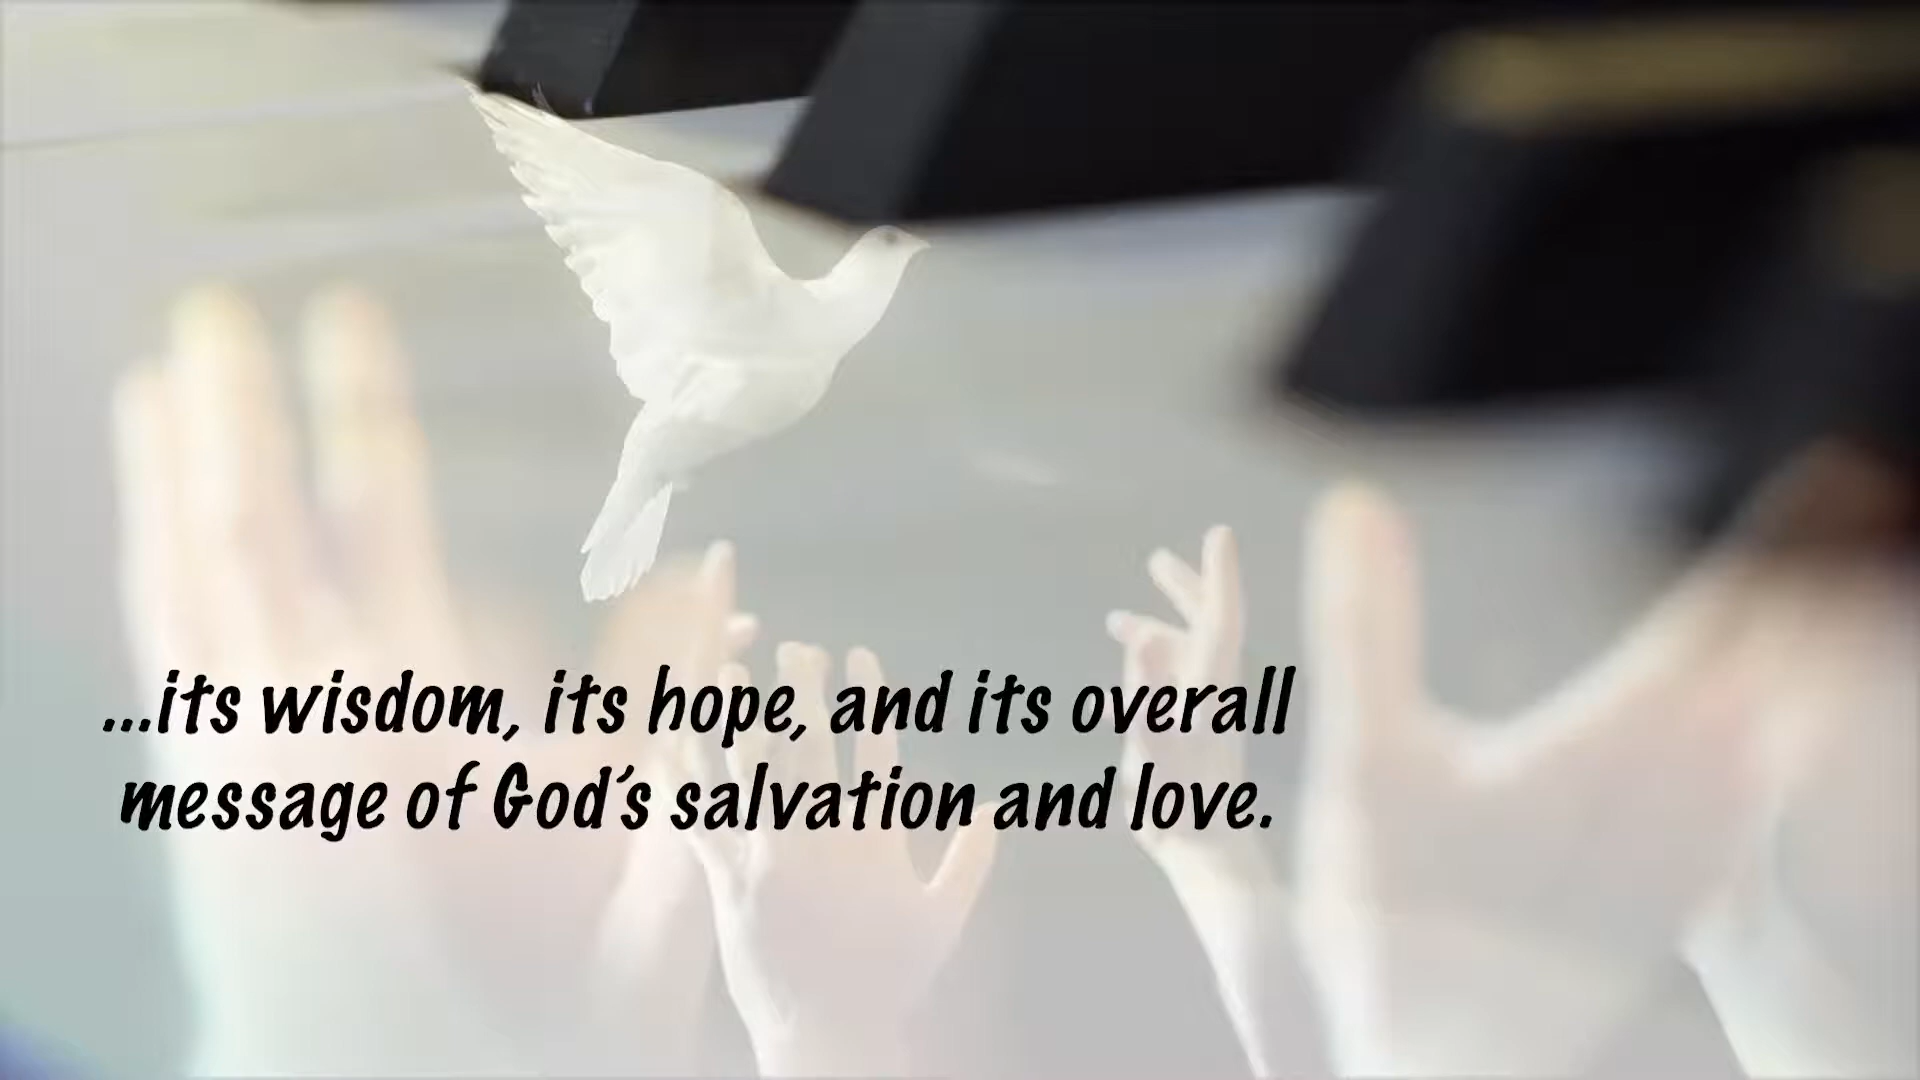 ...its wisdom, its hope, and its overall
message of God's salvation and love.